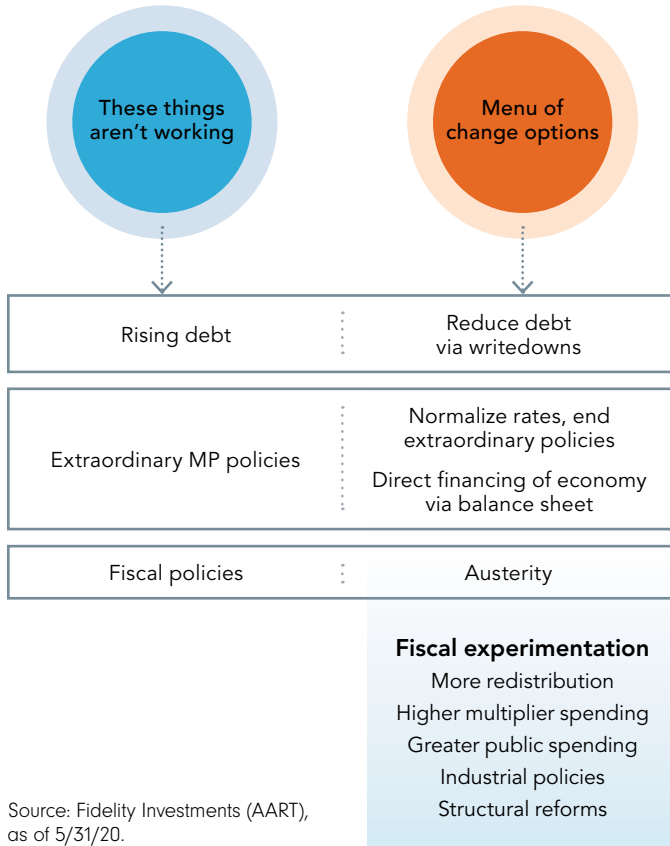 These things
aren't working
Menu of
change options
Rising debt
Reduce debt
via writedowns
Extraordinary MP policies
Normalize rates, end
extraordinary policies
Direct financing of economy
via balance sheet
Fiscal policies
Austerity
Fiscal experimentation
More redistribution
Higher multiplier spending
Greater public spending
Industrial policies
Structural reforms
Source: Fidelity Investments (AART),
as of 5/31/20.